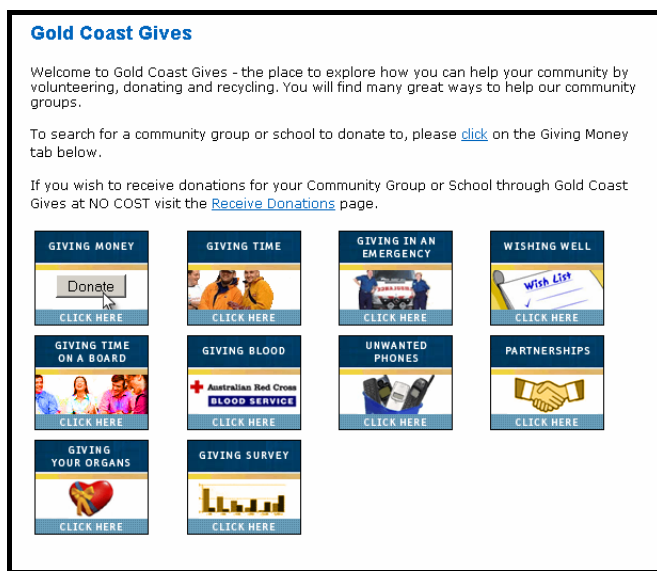 Gold Coast Gives
Welcome to Gold Coast Gives - the place to explore how you can help your community by
volunteering, donating and recycling. You will find many great ways to help our community
groups.
To search for a community group or school to donate to, please click on the Giving Money
tab below.
If you wish to receive donations for your Community Group or School through Gold Coast
Gives at NO COST visit the Receive Donations page.
GIVING MONEY
Donate
CLICK HERE
GIVING TIME
CLICK HERE
GIVING IN AN
EMERGENCY
CLICK HERE
WISHING WELL
Wish List
CLICK HERE
GIVING TIME
ON A BOARD
CLICK HERE
GIVING BLOOD
Australian Red Cross
BLOOD SERVICE
CLICK HERE
UNWANTED
PHONES
CLICK HERE
PARTNERSHIPS
CLICK HERE
GIVING
YOUR ORGANS
CLICK HERE
GIVING SURVEY
CLICK HERE